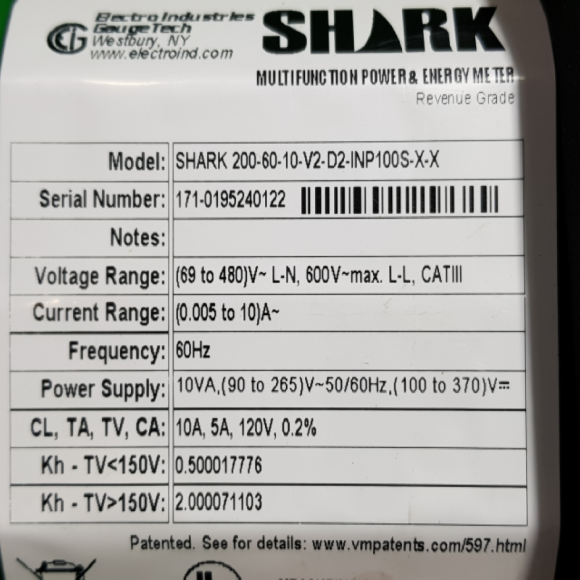 Electro Industries
GaugeTech
Westbury, NY
www.electroind.com
EIG
SHARK
MULTIFUNCTION POWER & ENERGY METER
Revenue Grade
Model: SHARK 200-60-10-V2-D2-INP100S-X-X
Serial Number: 171-0195240122
Notes:
Voltage Range: (69 to 480)V~ L-N, 600V~max. L-L, CATIII
Current Range: (0.005 to 10)A~
Frequency: 60Hz
Power Supply: 10VA,(90 to 265)V~50/60Hz,(100 to 370)V⎓
CL, TA, TV, CA: 10A, 5A, 120V, 0.2%
Kh - TV<150V: 0.500017776
Kh - TV>150V: 2.000071103
Patented. See for details: www.vmpatents.com/597.html